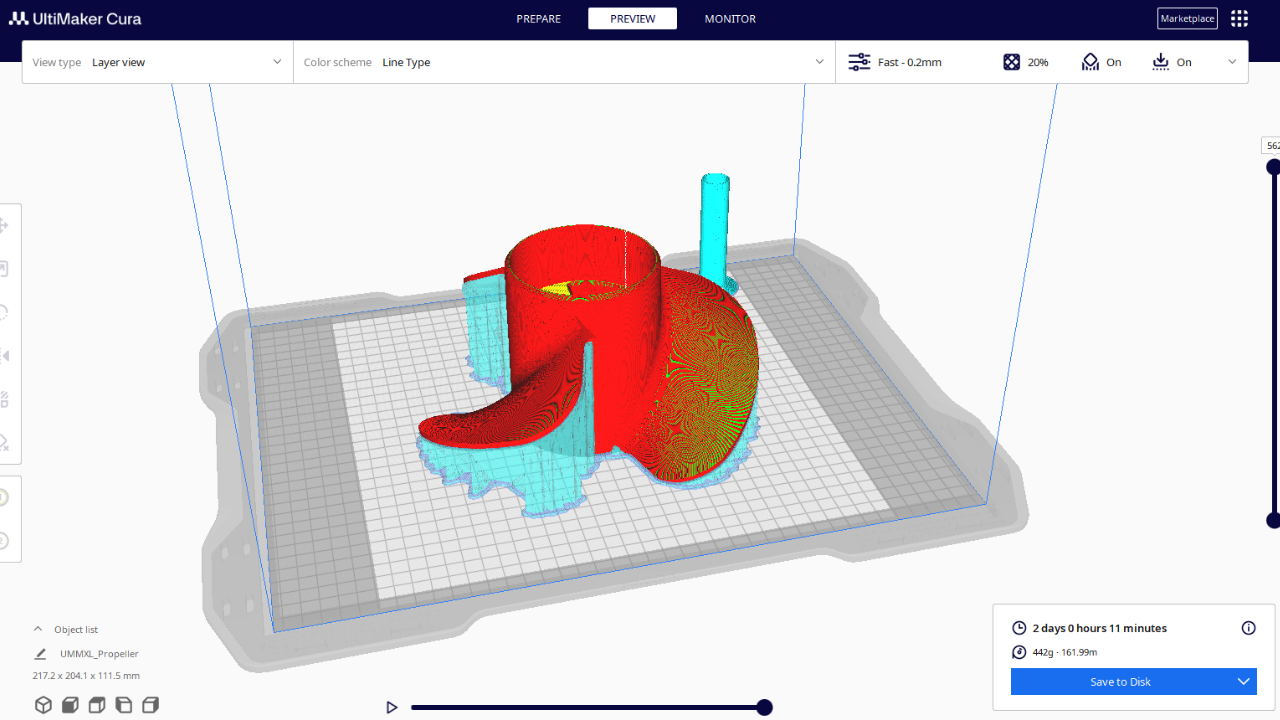 UltiMaker Cura
PREPARE
PREVIEW
MONITOR
Marketplace
View type Layer view
Color scheme Line Type
Fast - 0.2mm
20%
On
On
562
Object list
UMMXL_Propeller
217.2 x 204.1 x 111.5 mm
2 days 0 hours 11 minutes
442g · 161.99m
Save to Disk